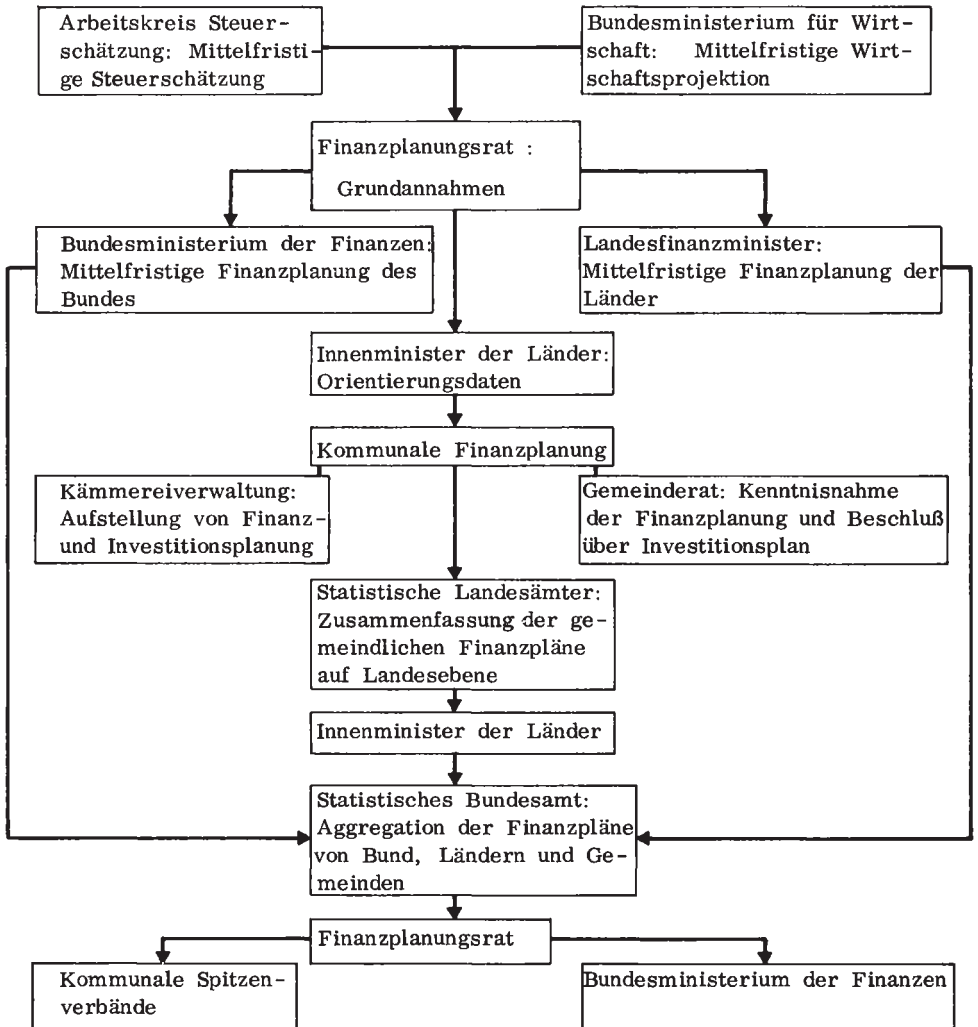 Arbeitskreis Steuer-
schätzung: Mittelfristi-
ge Steuerschätzung
Bundesministerium für Wirt-
schaft: Mittelfristige Wirt-
schaftsprojektion
Finanzplanungsrat :
Grundannahmen
Bundesministerium der Finanzen:
Mittelfristige Finanzplanung des
Bundes
Landesfinanzminister:
Mittelfristige Finanzplanung der
Länder
Innenminister der Länder:
Orientierungsdaten
Kommunale Finanzplanung
Kämmereiverwaltung:
Aufstellung von Finanz-
und Investitionsplanung
Gemeinderat: Kenntnisnahme
der Finanzplanung und Beschluß
über Investitionsplan
Statistische Landesämter:
Zusammenfassung der ge-
meindlichen Finanzpläne
auf Landesebene
Innenminister der Länder
Statistisches Bundesamt:
Aggregation der Finanzpläne
von Bund, Ländern und Ge-
meinden
Finanzplanungsrat
Kommunale Spitzen-
verbände
Bundesministerium der Finanzen